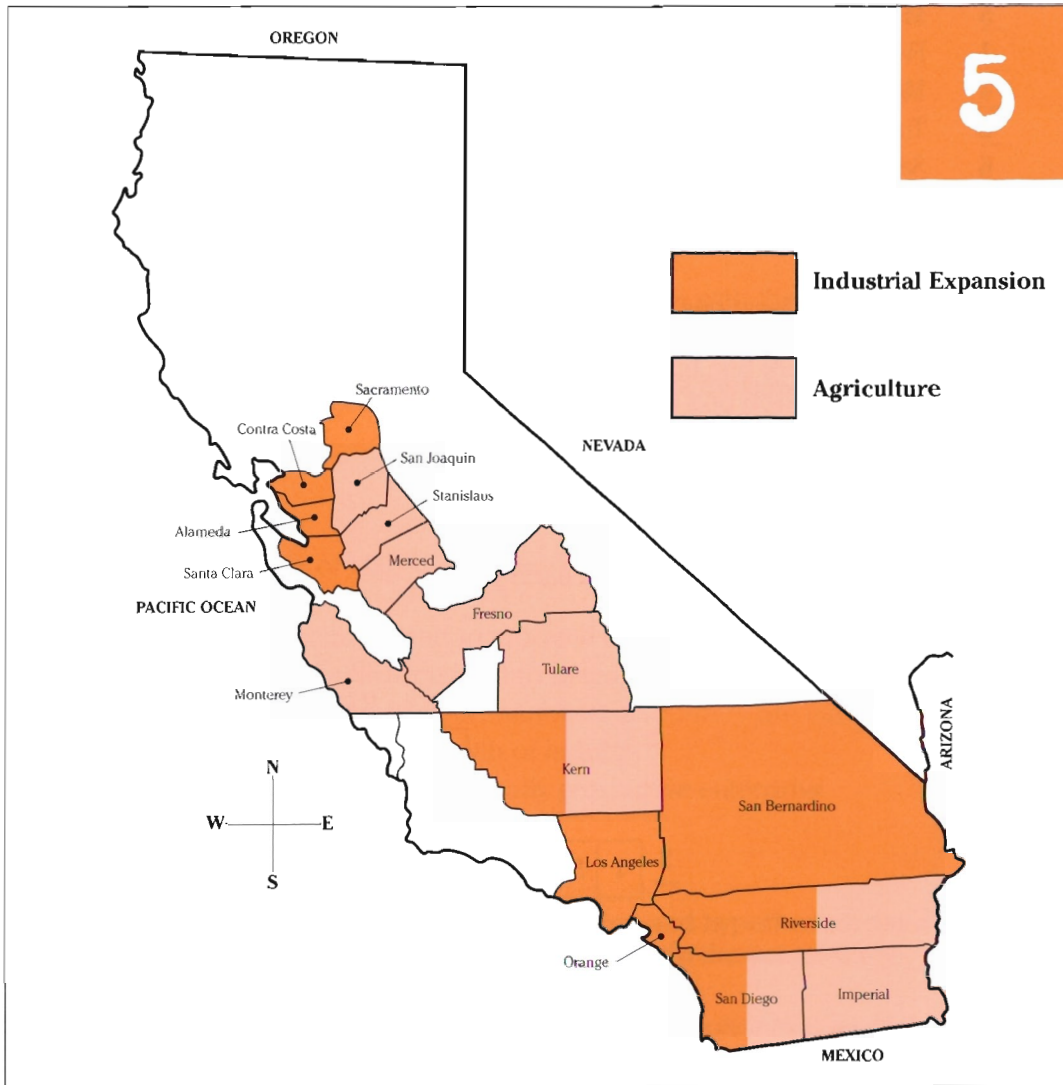 OREGON
5
Industrial Expansion
Agriculture
Sacramento
Contra Costa
NEVADA
San Joaquin
Stanislaus
Alameda
Merced
Santa Clara
PACIFIC OCEAN
Fresno
Tulare
Monterey
ARIZONA
N
Kern
San Bernardino
W
E
Los Angeles
S
Riverside
Orange
San Diego
Imperial
MEXICO